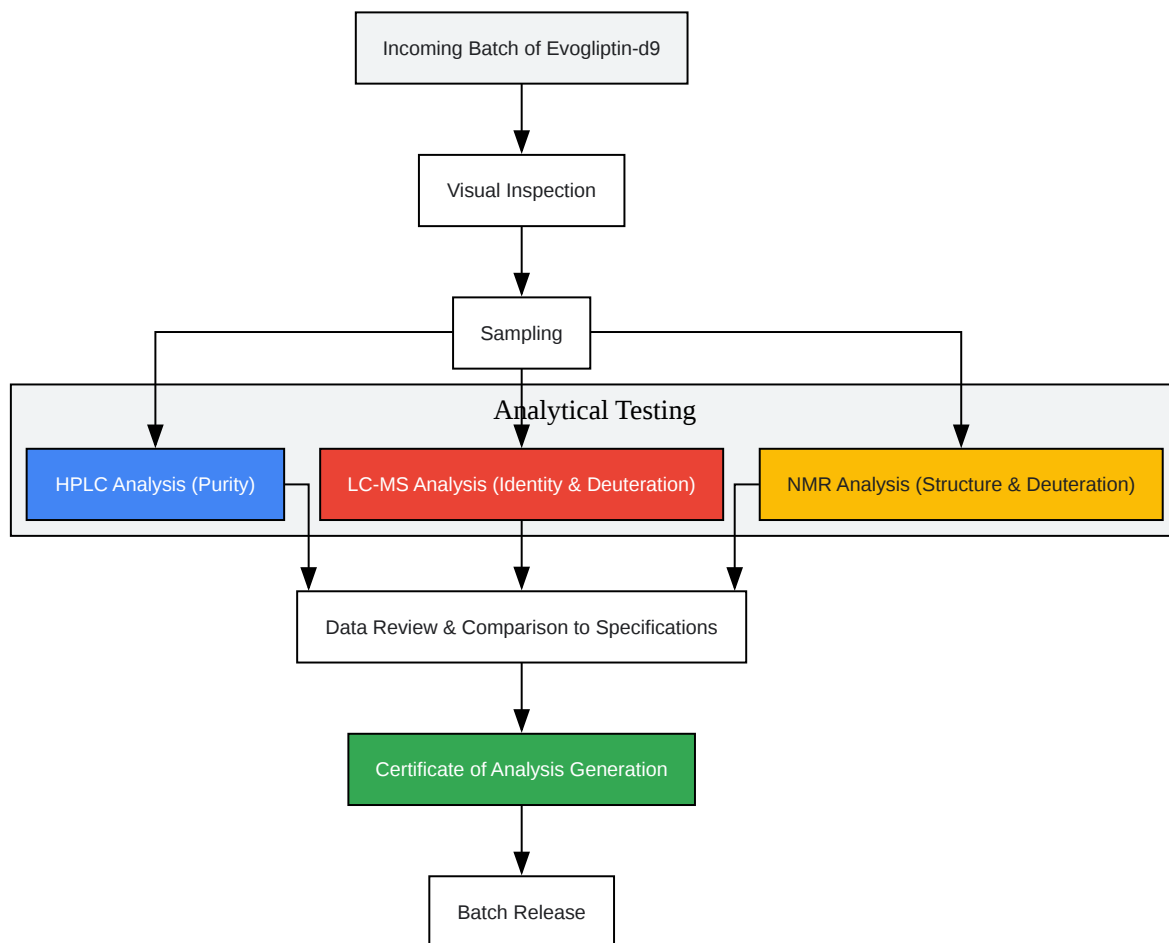 Incoming Batch of Evogliptin-d9
Visual Inspection
Sampling
Analytical Testing
HPLC Analysis (Purity)
LC-MS Analysis (Identity & Deuteration)
NMR Analysis (Structure & Deuteration)
Data Review & Comparison to Specifications
Certificate of Analysis Generation
Batch Release